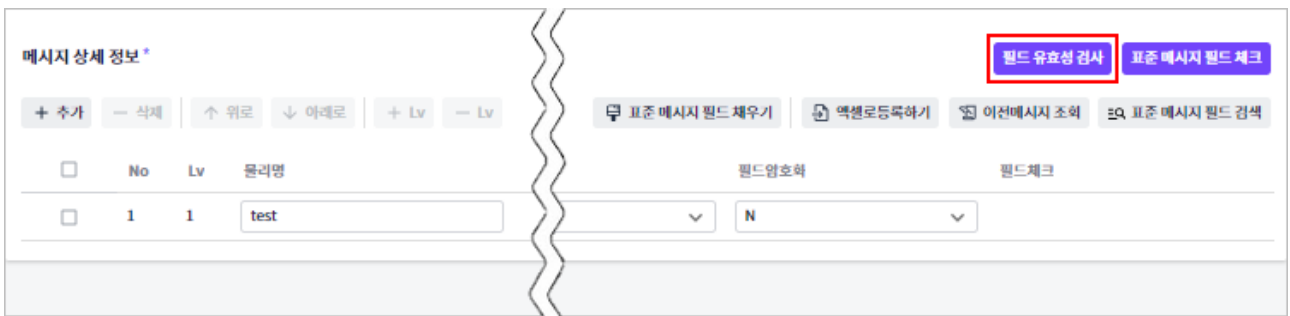 메시지 상세 정보 *
필드 유효성 검사 표준 메시지 필드 체크
+ 추가 - 삭제 ↑ 위로 ↓ 아래로 + Lv - Lv 표준 메시지 필드 채우기 엑셀로등록하기 이전메시지 조회 표준 메시지 필드 검색
No Lv 물리명 필드암호화 필드체크
1 1 test N